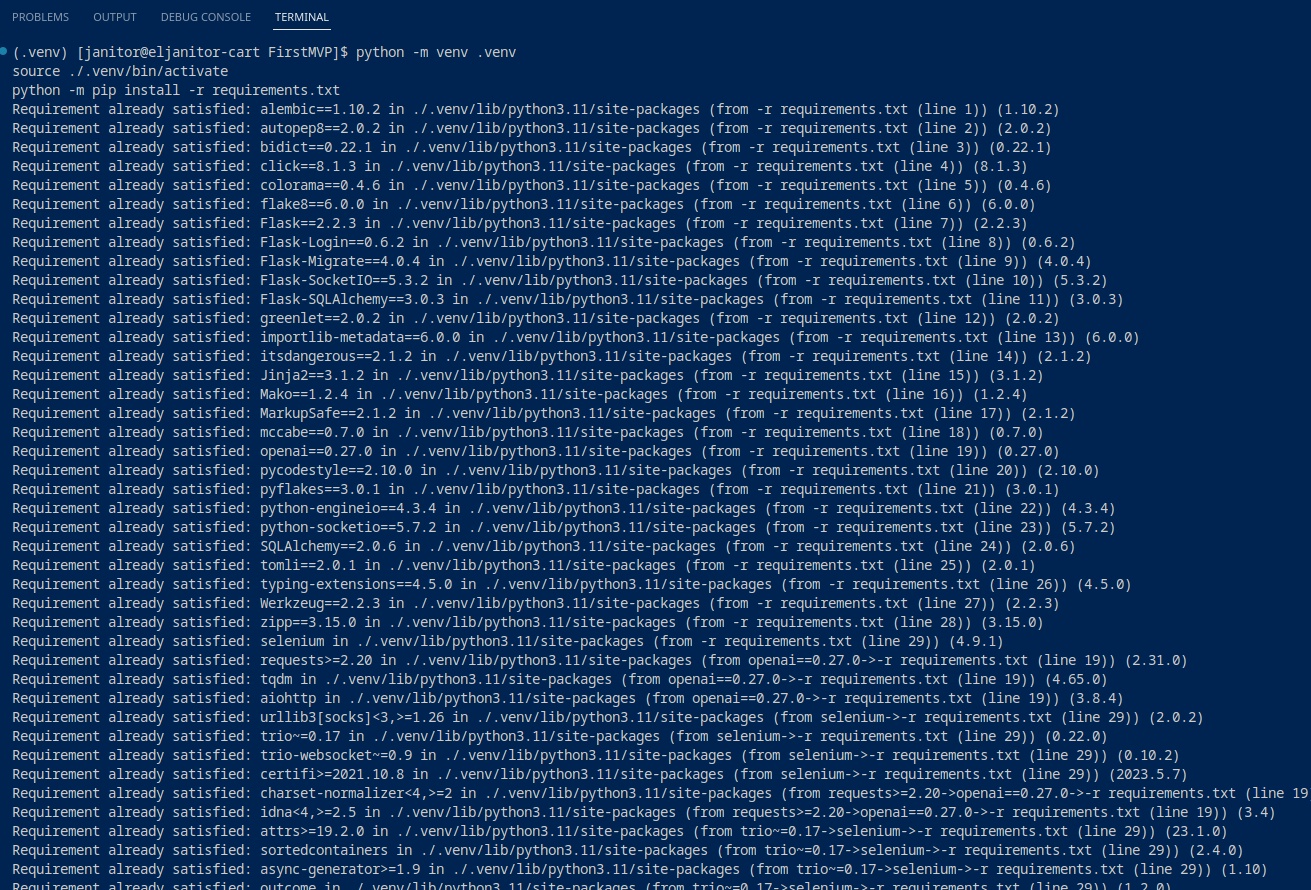 PROBLEMS OUTPUT DEBUG CONSOLE TERMINAL
(.venv) [janitor@eljanitor-cart FirstMVP]$ python -m venv .venv
source ./.venv/bin/activate
python -m pip install -r requirements.txt
Requirement already satisfied: alembic==1.10.2 in ./.venv/lib/python3.11/site-packages (from -r requirements.txt (line 1)) (1.10.2)
Requirement already satisfied: autopep8==2.0.2 in ./.venv/lib/python3.11/site-packages (from -r requirements.txt (line 2)) (2.0.2)
Requirement already satisfied: bidict==0.22.1 in ./.venv/lib/python3.11/site-packages (from -r requirements.txt (line 3)) (0.22.1)
Requirement already satisfied: click==8.1.3 in ./.venv/lib/python3.11/site-packages (from -r requirements.txt (line 4)) (8.1.3)
Requirement already satisfied: colorama==0.4.6 in ./.venv/lib/python3.11/site-packages (from -r requirements.txt (line 5)) (0.4.6)
Requirement already satisfied: flake8==6.0.0 in ./.venv/lib/python3.11/site-packages (from -r requirements.txt (line 6)) (6.0.0)
Requirement already satisfied: Flask==2.2.3 in ./.venv/lib/python3.11/site-packages (from -r requirements.txt (line 7)) (2.2.3)
Requirement already satisfied: Flask-Login==0.6.2 in ./.venv/lib/python3.11/site-packages (from -r requirements.txt (line 8)) (0.6.2)
Requirement already satisfied: Flask-Migrate==4.0.4 in ./.venv/lib/python3.11/site-packages (from -r requirements.txt (line 9)) (4.0.4)
Requirement already satisfied: Flask-SocketIO==5.3.2 in ./.venv/lib/python3.11/site-packages (from -r requirements.txt (line 10)) (5.3.2)
Requirement already satisfied: Flask-SQLAlchemy==3.0.3 in ./.venv/lib/python3.11/site-packages (from -r requirements.txt (line 11)) (3.0.3)
Requirement already satisfied: greenlet==2.0.2 in ./.venv/lib/python3.11/site-packages (from -r requirements.txt (line 12)) (2.0.2)
Requirement already satisfied: importlib-metadata==6.0.0 in ./.venv/lib/python3.11/site-packages (from -r requirements.txt (line 13)) (6.0.0)
Requirement already satisfied: itsdangerous==2.1.2 in ./.venv/lib/python3.11/site-packages (from -r requirements.txt (line 14)) (2.1.2)
Requirement already satisfied: Jinja2==3.1.2 in ./.venv/lib/python3.11/site-packages (from -r requirements.txt (line 15)) (3.1.2)
Requirement already satisfied: Mako==1.2.4 in ./.venv/lib/python3.11/site-packages (from -r requirements.txt (line 16)) (1.2.4)
Requirement already satisfied: MarkupSafe==2.1.2 in ./.venv/lib/python3.11/site-packages (from -r requirements.txt (line 17)) (2.1.2)
Requirement already satisfied: mccabe==0.7.0 in ./.venv/lib/python3.11/site-packages (from -r requirements.txt (line 18)) (0.7.0)
Requirement already satisfied: openai==0.27.0 in ./.venv/lib/python3.11/site-packages (from -r requirements.txt (line 19)) (0.27.0)
Requirement already satisfied: pycodestyle==2.10.0 in ./.venv/lib/python3.11/site-packages (from -r requirements.txt (line 20)) (2.10.0)
Requirement already satisfied: pyflakes==3.0.1 in ./.venv/lib/python3.11/site-packages (from -r requirements.txt (line 21)) (3.0.1)
Requirement already satisfied: python-engineio==4.3.4 in ./.venv/lib/python3.11/site-packages (from -r requirements.txt (line 22)) (4.3.4)
Requirement already satisfied: python-socketio==5.7.2 in ./.venv/lib/python3.11/site-packages (from -r requirements.txt (line 23)) (5.7.2)
Requirement already satisfied: SQLAlchemy==2.0.6 in ./.venv/lib/python3.11/site-packages (from -r requirements.txt (line 24)) (2.0.6)
Requirement already satisfied: tomli==2.0.1 in ./.venv/lib/python3.11/site-packages (from -r requirements.txt (line 25)) (2.0.1)
Requirement already satisfied: typing-extensions==4.5.0 in ./.venv/lib/python3.11/site-packages (from -r requirements.txt (line 26)) (4.5.0)
Requirement already satisfied: Werkzeug==2.2.3 in ./.venv/lib/python3.11/site-packages (from -r requirements.txt (line 27)) (2.2.3)
Requirement already satisfied: zipp==3.15.0 in ./.venv/lib/python3.11/site-packages (from -r requirements.txt (line 28)) (3.15.0)
Requirement already satisfied: selenium in ./.venv/lib/python3.11/site-packages (from -r requirements.txt (line 29)) (4.9.1)
Requirement already satisfied: requests>=2.20 in ./.venv/lib/python3.11/site-packages (from openai==0.27.0->-r requirements.txt (line 19)) (2.31.0)
Requirement already satisfied: tqdm in ./.venv/lib/python3.11/site-packages (from openai==0.27.0->-r requirements.txt (line 19)) (4.65.0)
Requirement already satisfied: aiohttp in ./.venv/lib/python3.11/site-packages (from openai==0.27.0->-r requirements.txt (line 19)) (3.8.4)
Requirement already satisfied: urllib3[socks]<3,>=1.26 in ./.venv/lib/python3.11/site-packages (from selenium->-r requirements.txt (line 29)) (2.0.2)
Requirement already satisfied: trio~=0.17 in ./.venv/lib/python3.11/site-packages (from selenium->-r requirements.txt (line 29)) (0.22.0)
Requirement already satisfied: trio-websocket~=0.9 in ./.venv/lib/python3.11/site-packages (from selenium->-r requirements.txt (line 29)) (0.10.2)
Requirement already satisfied: certifi>=2021.10.8 in ./.venv/lib/python3.11/site-packages (from selenium->-r requirements.txt (line 29)) (2023.5.7)
Requirement already satisfied: charset-normalizer<4,>=2 in ./.venv/lib/python3.11/site-packages (from requests>=2.20->openai==0.27.0->-r requirements.txt (line 19
Requirement already satisfied: idna<4,>=2.5 in ./.venv/lib/python3.11/site-packages (from requests>=2.20->openai==0.27.0->-r requirements.txt (line 19)) (3.4)
Requirement already satisfied: attrs>=19.2.0 in ./.venv/lib/python3.11/site-packages (from trio~=0.17->selenium->-r requirements.txt (line 29)) (23.1.0)
Requirement already satisfied: sortedcontainers in ./.venv/lib/python3.11/site-packages (from trio~=0.17->selenium->-r requirements.txt (line 29)) (2.4.0)
Requirement already satisfied: async-generator>=1.9 in ./.venv/lib/python3.11/site-packages (from trio~=0.17->selenium->-r requirements.txt (line 29)) (1.10)
Requirement already satisfied: outcome in ./.venv/lib/python3.11/site-packages (from trio~=0.17->selenium->-r requirements.txt (line 29)) (1.2.0)